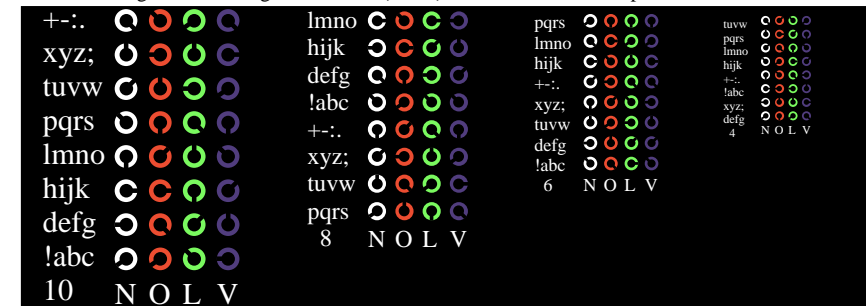 +-:.
xyz;
tuvw
pqrs
lmno
hijk
defg
!abc
10 N O L V
lmno
hijk
defg
!abc
+-:.
xyz;
tuvw
pqrs
8 N O L V
pqrs
lmno
hijk
+-:.
xyz;
tuvw
defg
!abc
6 N O L V
tuvw
pqrs
lmno
hijk
+-:.
!abc
xyz;
defg
4 N O L V